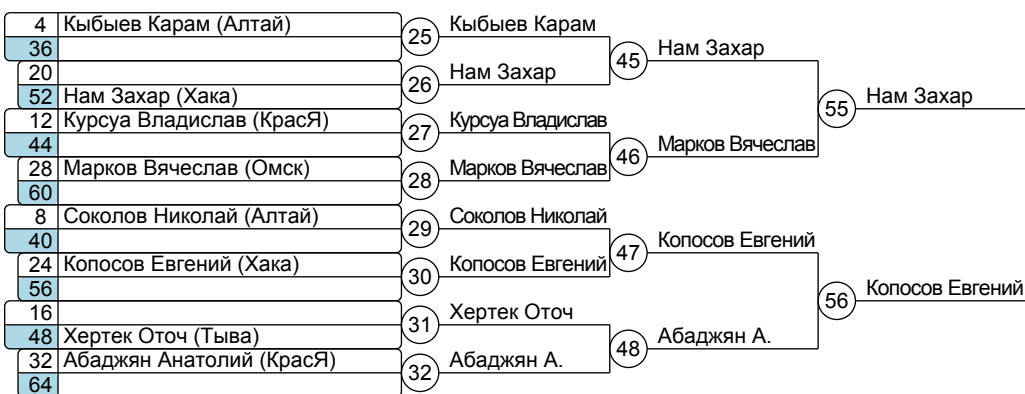 4 Кыбыев Карам (Алтай)
36
25 Кыбыев Карам
20
52 Нам Захар (Хака)
26 Нам Захар
45 Нам Захар
12 Курсуа Владислав (КрасЯ)
44
27 Курсуа Владислав
28 Марков Вячеслав (Омск)
60
28 Марков Вячеслав
46 Марков Вячеслав
55 Нам Захар
8 Соколов Николай (Алтай)
40
29 Соколов Николай
24 Копосов Евгений (Хака)
56
30 Копосов Евгений
47 Копосов Евгений
16
48 Хертек Оточ (Тыва)
31 Хертек Оточ
32 Абаджян Анатолий (КрасЯ)
64
32 Абаджян А.
48 Абаджян А.
56 Копосов Евгений